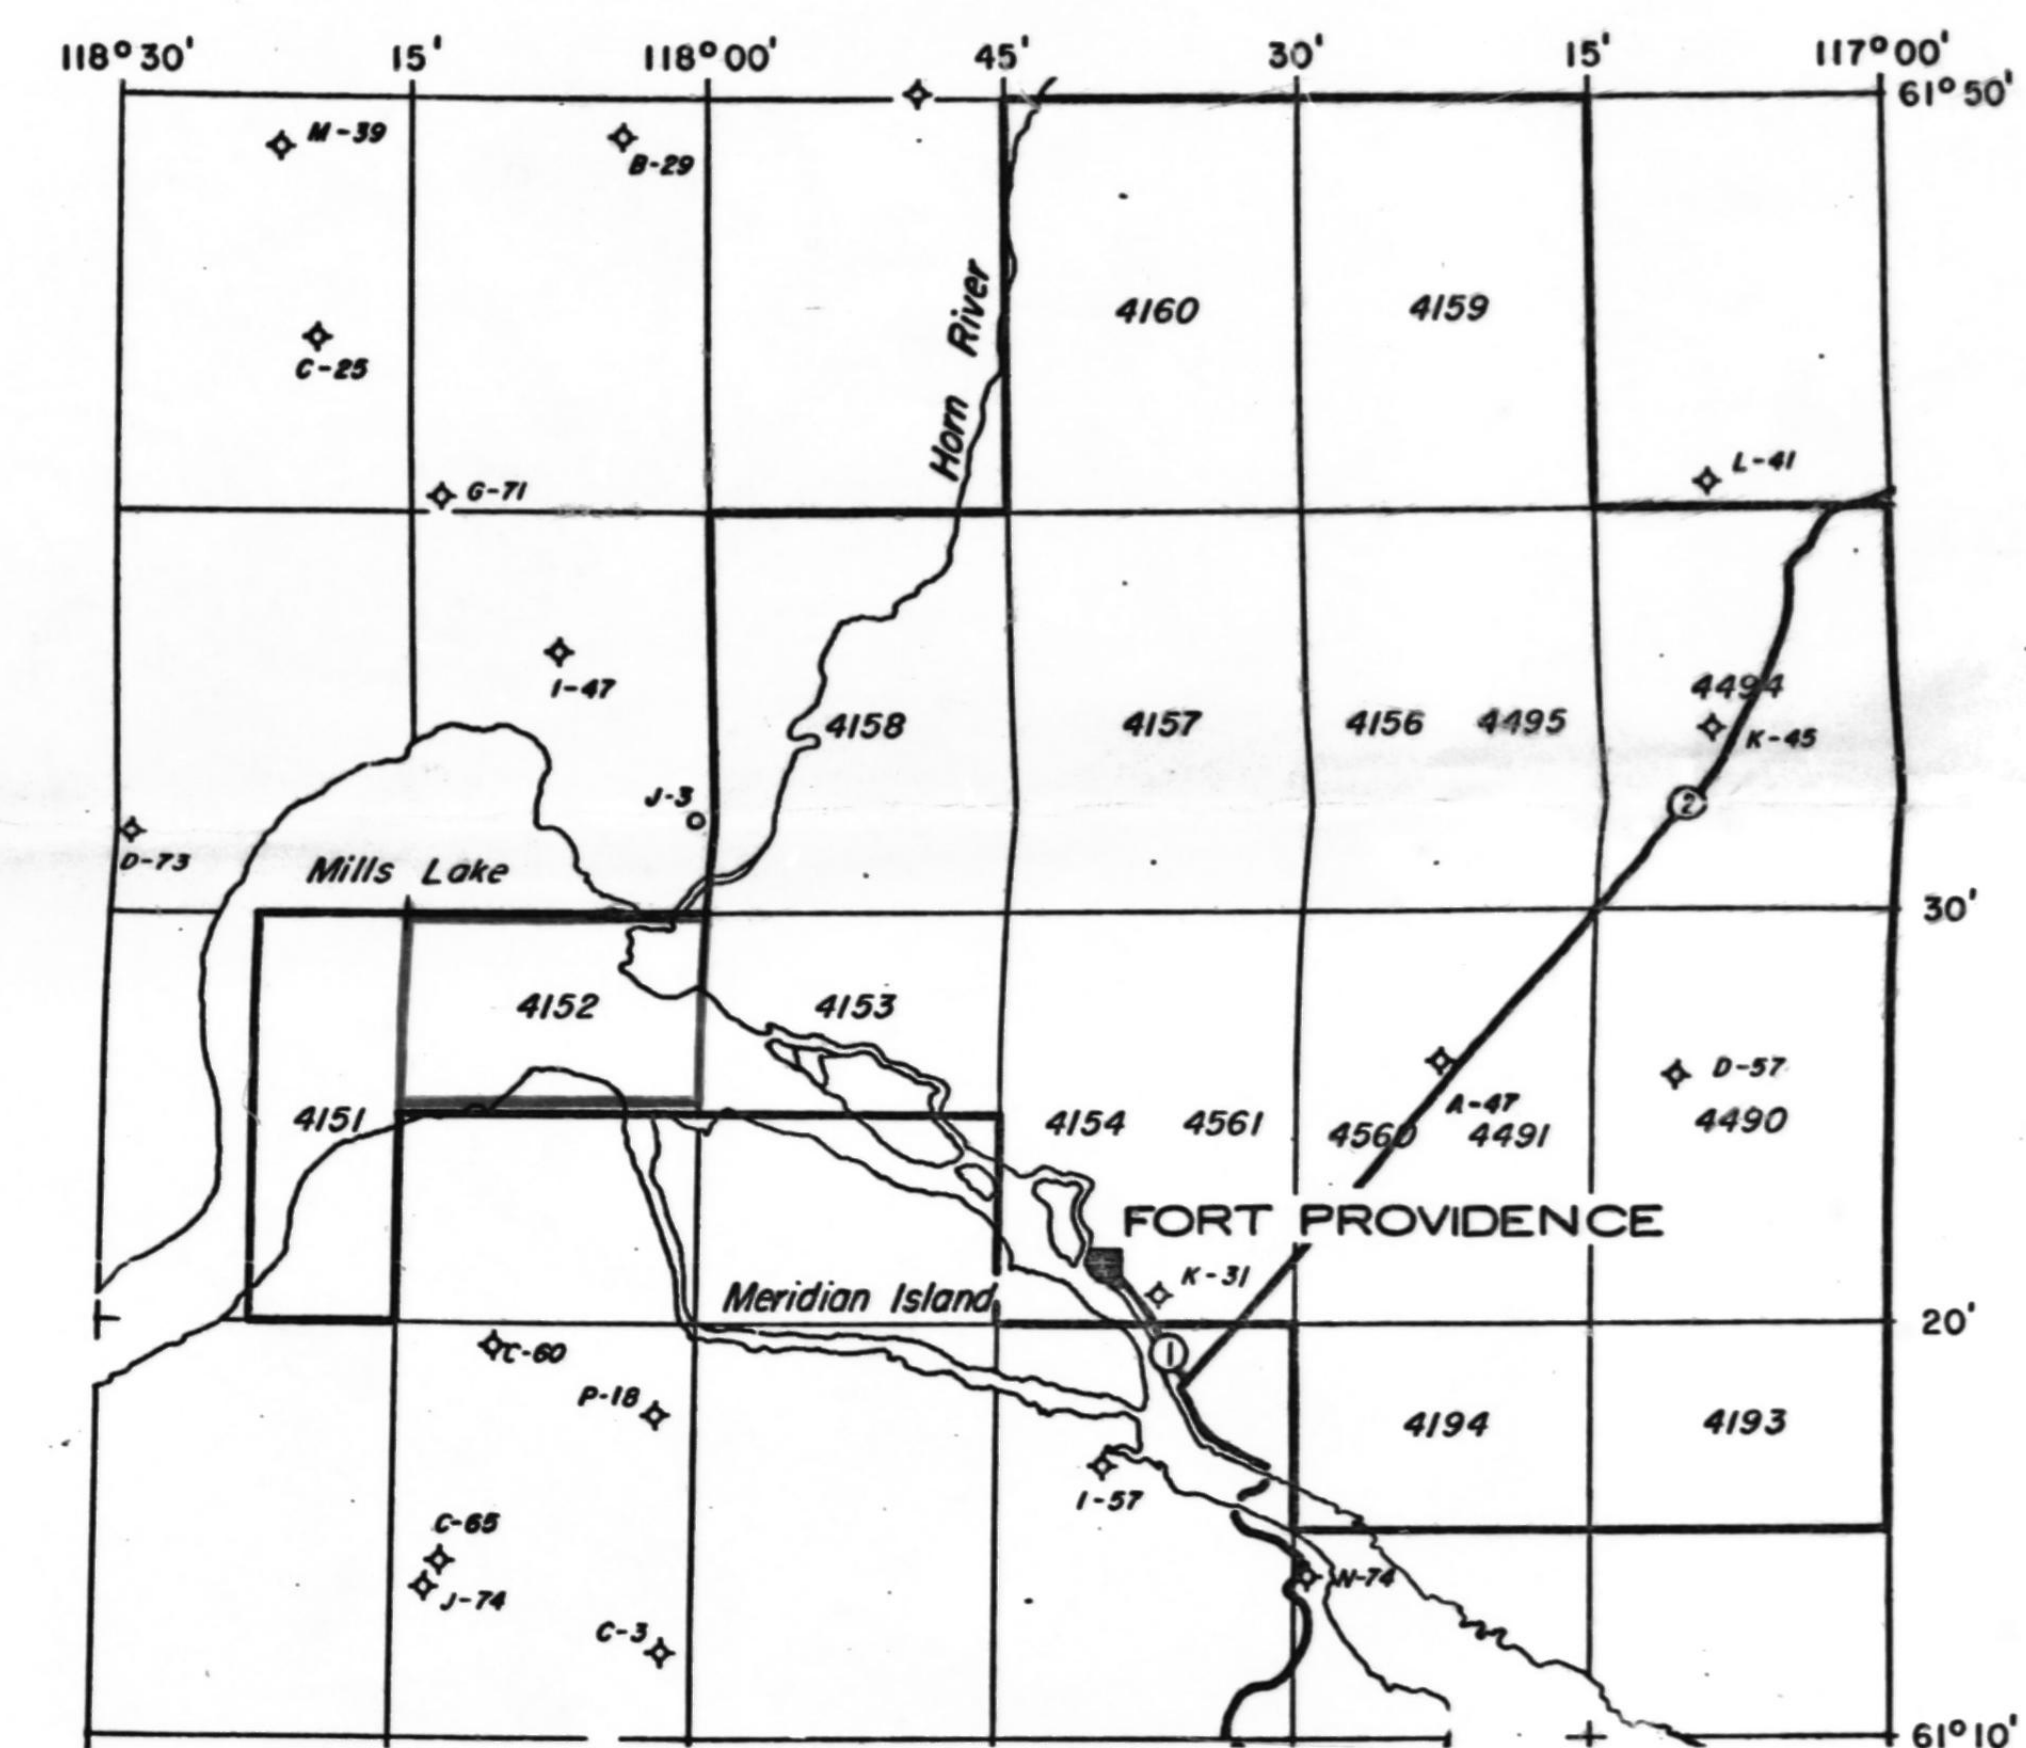 118°30' 15' 118°00' 45' 30' 15' 117°00'
61°50'
M-39
B-29
Horn River
4160 4159
C-25
L-41
G-71
I-47
4158 4157 4156 4495 4494
K-45
J-3
2
D-73
Mills Lake
30'
4152 4153
D-57
A-47
4151 4154 4561 4560 4491 4490
FORT PROVIDENCE
K-31
Meridian Island
20'
C-60
1
P-18
4194 4193
I-57
C-65
J-74
N-74
C-3
61°10'